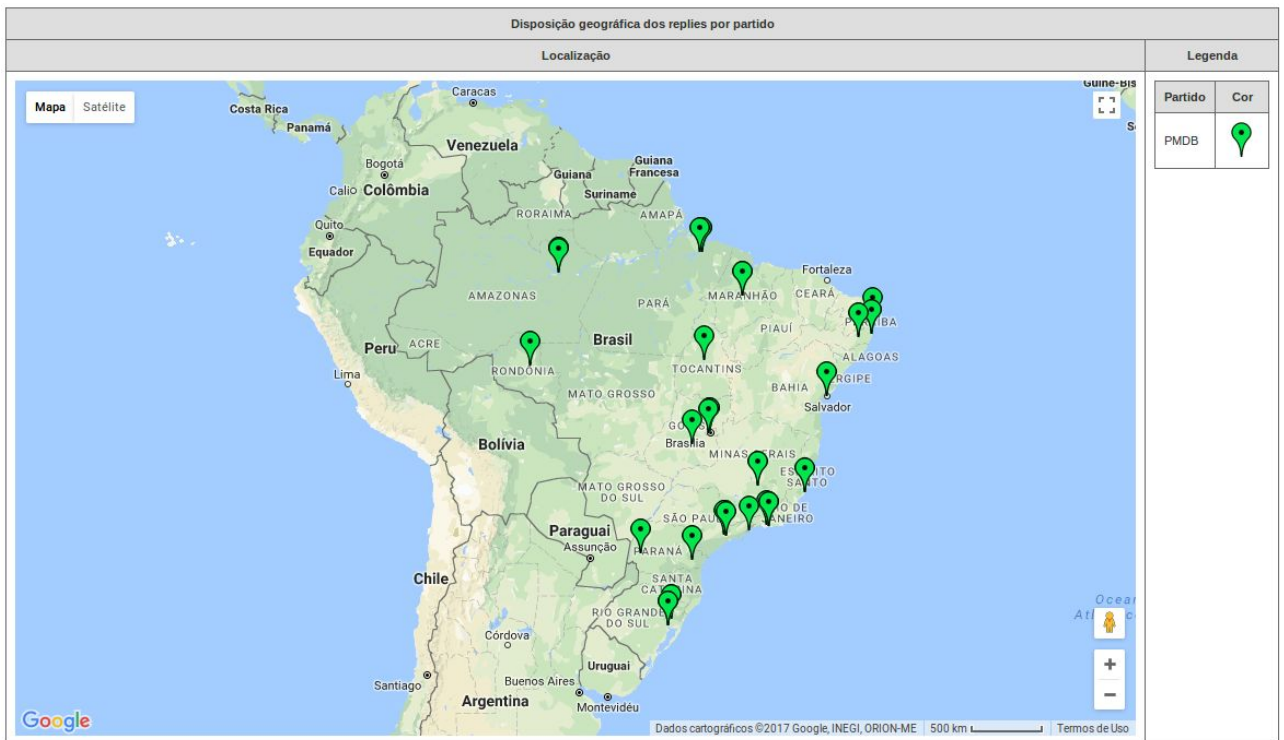 Disposição geográfica dos replies por partido
Localização
Legenda
Mapa Satélite
Partido Cor
PMDB
Caracas
Costa Rica
Panamá
Venezuela
Bogotá
Guiana
Guiana Francesa
Calio Colômbia
Suriname
RORAIMA
AMAPÁ
Quito
Equador
Fortaleza
AMAZONAS
PARÁ
MARANHÃO
CEARÁ
PIAUÍ
Brasil
Peru
ACRE
ALAGOAS
Lima
RONDÔNIA
TOCANTINS
MATO GROSSO
BAHIA
Salvador
Bolívia
Brasília
MINAS GERAIS
ESPÍRITO SANTO
MATO GROSSO DO SUL
Paraguai
Assunção
PARANÁ
Chile
SANTA
RIO GRANDE DO SUL
Córdova
Uruguai
Santiago
Buenos Aires
Argentina
Montevidéu
Google
Dados cartográficos ©2017 Google, INEGI, ORION-ME 500 km Termos de Uso